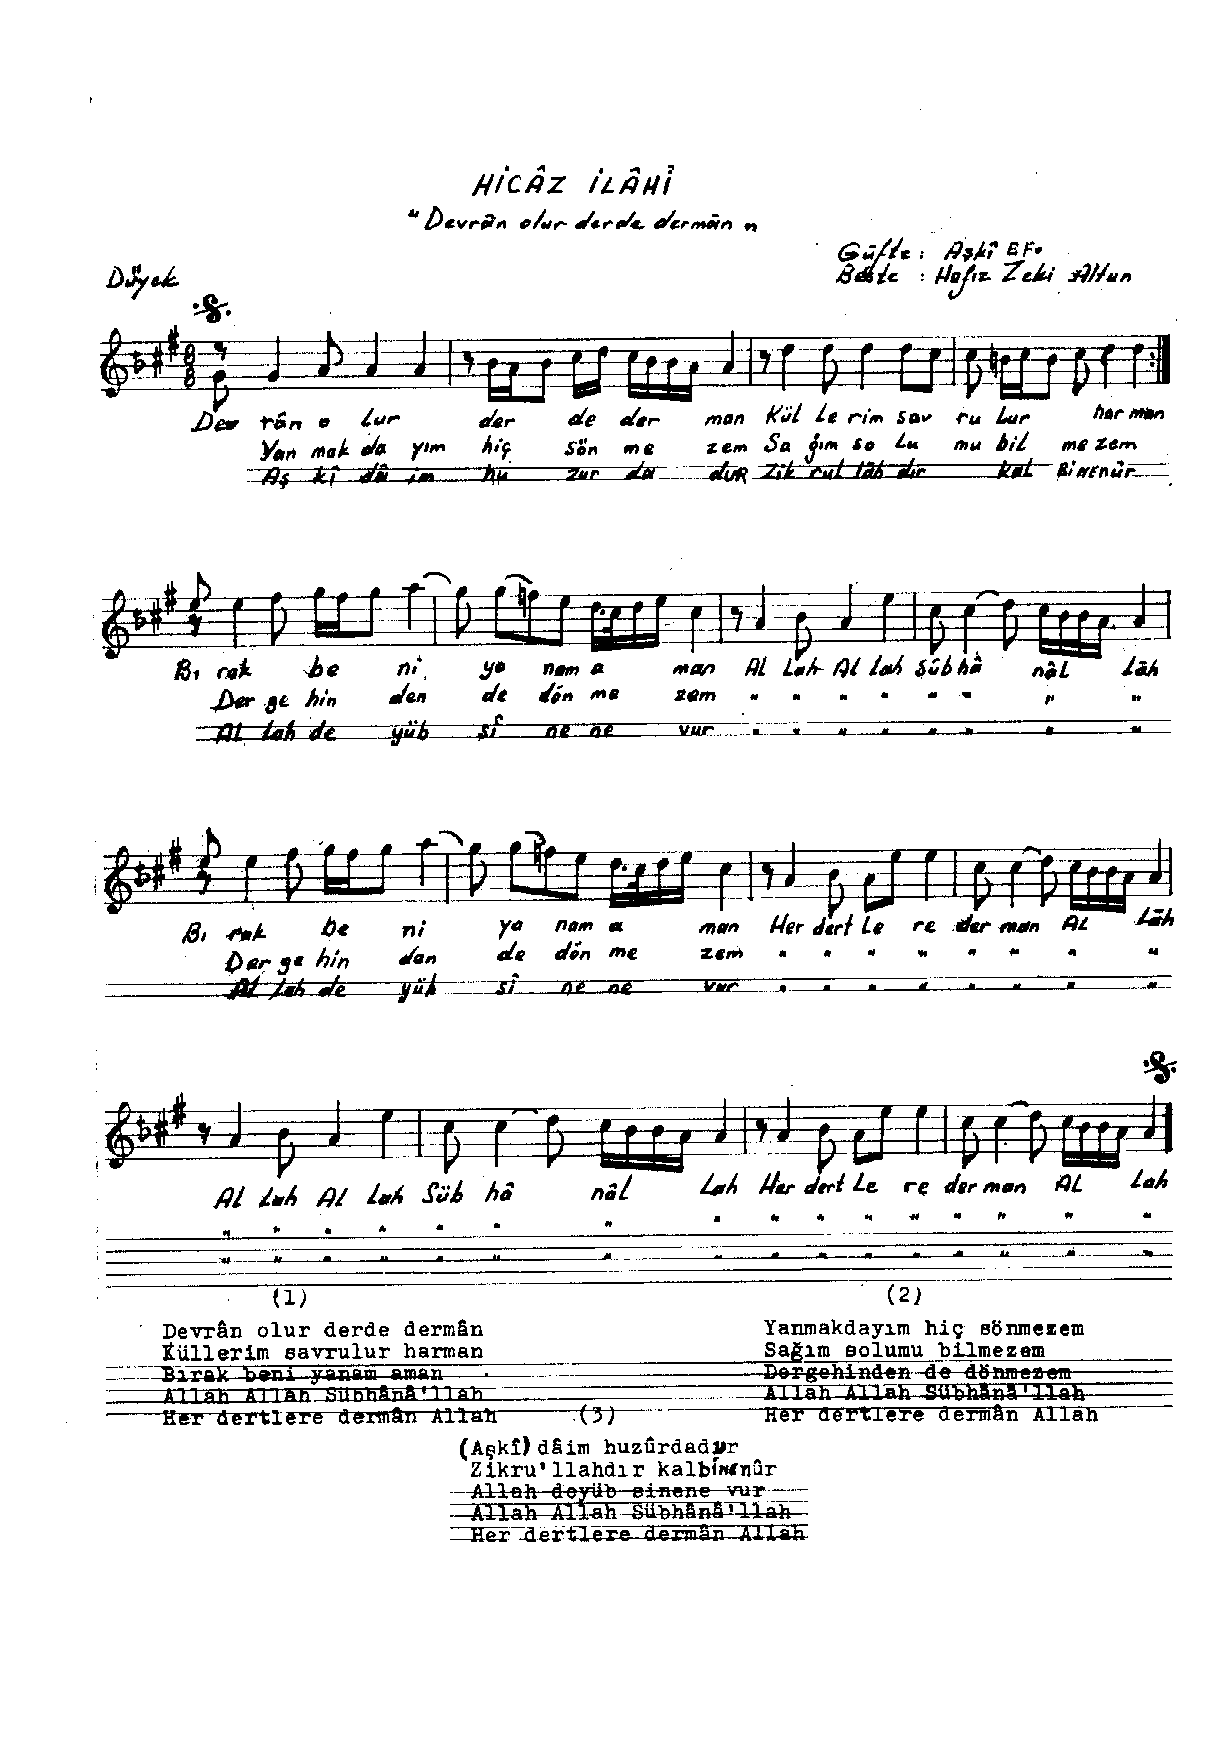 HİCÂZ İLÂHİ
"Devrân olur derde dermân"
Güfte : Aşkî EF.
Düyek
Beste : Hafız Zeki Altun
8
8
Dev rân o lur der de der man Kül le rim sav ru lur har man
Yan mak da yım hiç sön me zem Sa ğım so lu mu bil me zem
Aş kî dâ im hu zur da dur Zik rul lâh dır kal BİNENÛR
Bı rak be ni ya nam a man Al lah Al lah Süb hâ nâl lâh
Der ge hin den de dön me zem " " " " " " " "
Al lah de yüb sî ne ne vur " " " " " " " "
Bı rak be ni ya nam a man Her dert le re der man Al lâh
Der ge hin dan de dön me zem " " " " " " " "
Al lah de yüb sî ne ne vur " " " " " " " "
Al lah Al lah Süb hâ nâl lah Her dert le re der man Al lah
" " " " " " " " " " " " " " " "
" " " " " " " " " " " " " " " "
(1) (2)
Devrân olur derde dermân Yanmakdayım hiç sönmezem
Küllerim savrulur harman Sağım solumu bilmezem
Bırak beni yanam aman Dergehinden de dönmezem
Allah Allah Sübhânâ'llah Allah Allah Sübhânâ'llah
Her dertlere dermân Allah (3) Her dertlere dermân Allah
(Aşkî) dâim huzûrdadur
Zikru'llahdır kalbinenûr
Allah deyüb sinene vur
Allah Allah Sübhânâ'llah
Her dertlere dermân Allah